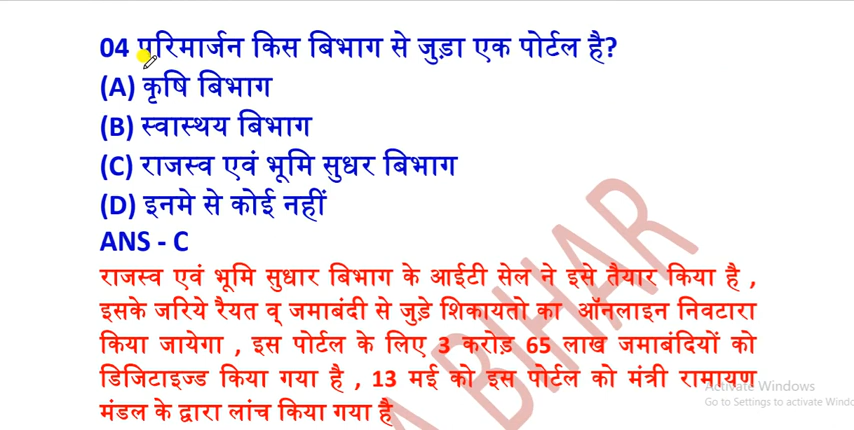 04 परिमार्जन किस बिभाग से जुड़ा एक पोर्टल है?
(A) कृषि बिभाग
(B) स्वास्थय बिभाग
(C) राजस्व एवं भूमि सुधर बिभाग
(D) इनमे से कोई नहीं
ANS - C
राजस्व एवं भूमि सुधार बिभाग के आईटी सेल ने इसे तैयार किया है ,
इसके जरिये रैयत व् जमाबंदी से जुड़े शिकायतो का ऑनलाइन निवटारा
किया जायेगा , इस पोर्टल के लिए 3 करोड़ 65 लाख जमाबंदियों को
डिजिटाइज्ड किया गया है , 13 मई को इस पोर्टल को मंत्री रामायण
मंडल के द्वारा लांच किया गया है
A BIHAR
Activate Windows
Go to Settings to activate Windo